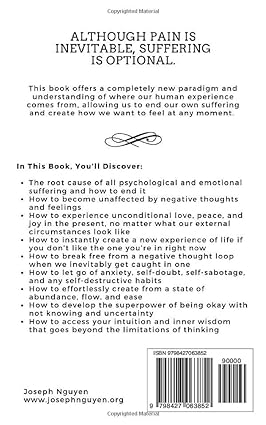 ALTHOUGH PAIN IS
INEVITABLE, SUFFERING
IS OPTIONAL.
This book offers a completely new paradigm and
understanding of where our human experience
comes from, allowing us to end our own suffering
and create how we want to feel at any moment.
In This Book, You'll Discover:
• The root cause of all psychological and emotional
suffering and how to end it
• How to become unaffected by negative thoughts
and feelings
• How to experience unconditional love, peace, and
joy in the present, no matter what our external
circumstances look like
• How to instantly create a new experience of life if
you don't like the one you're in right now
• How to break free from a negative thought loop
when we inevitably get caught in one
• How to let go of anxiety, self-doubt, self-sabotage,
and any self-destructive habits
• How to effortlessly create from a state of
abundance, flow, and ease
• How to develop the superpower of being okay with
not knowing and uncertainty
• How to access your intuition and inner wisdom
that goes beyond the limitations of thinking
ISBN 9798427063852
90000
9 798427 063852
Joseph Nguyen
www.josephnguyen.org